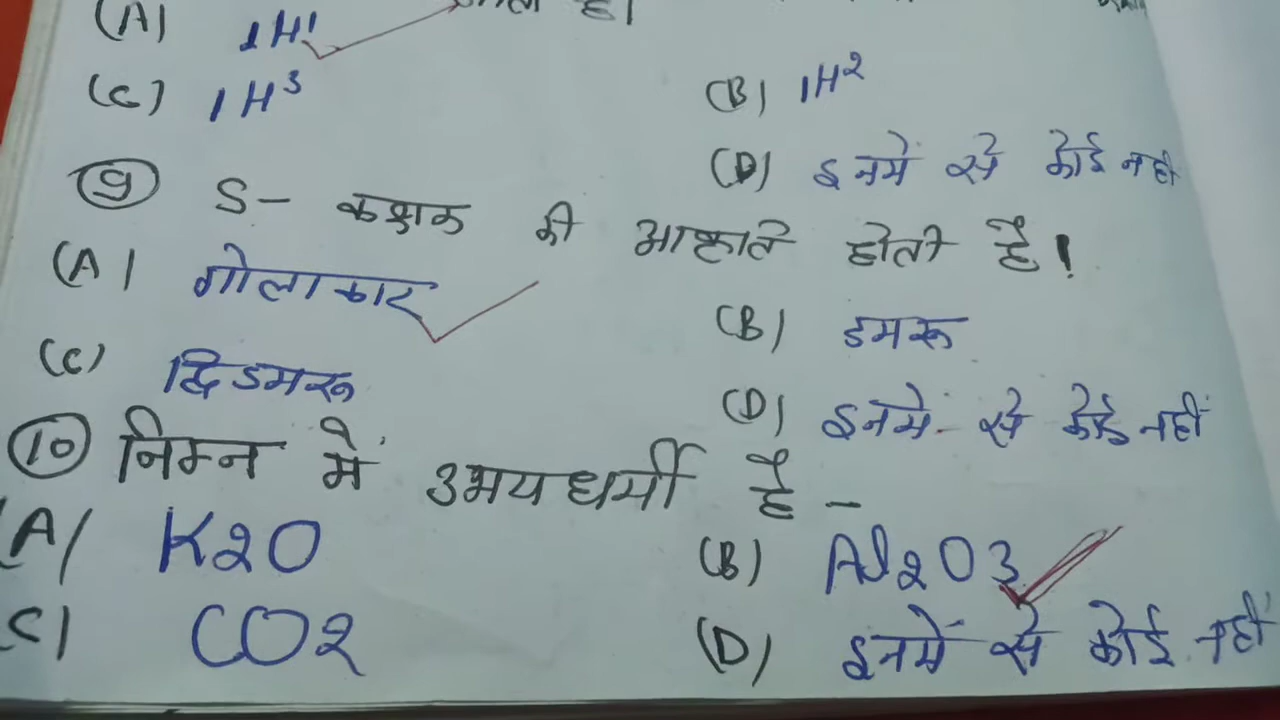 है।
(A) 1H¹
(C) 1H³ (B) 1H²
(D) इनमें से कोई नही
(9) S- कक्षक की आकृति होती है!
(A) गोलाकार (B) डमरू
(C) द्विडमरू (D) इनमें से कोई नहीं
(10) निम्न में उभयधर्मी है -
(A) K2O (B) Al2O3
(C) CO2 (D) इनमें से कोई नहीं